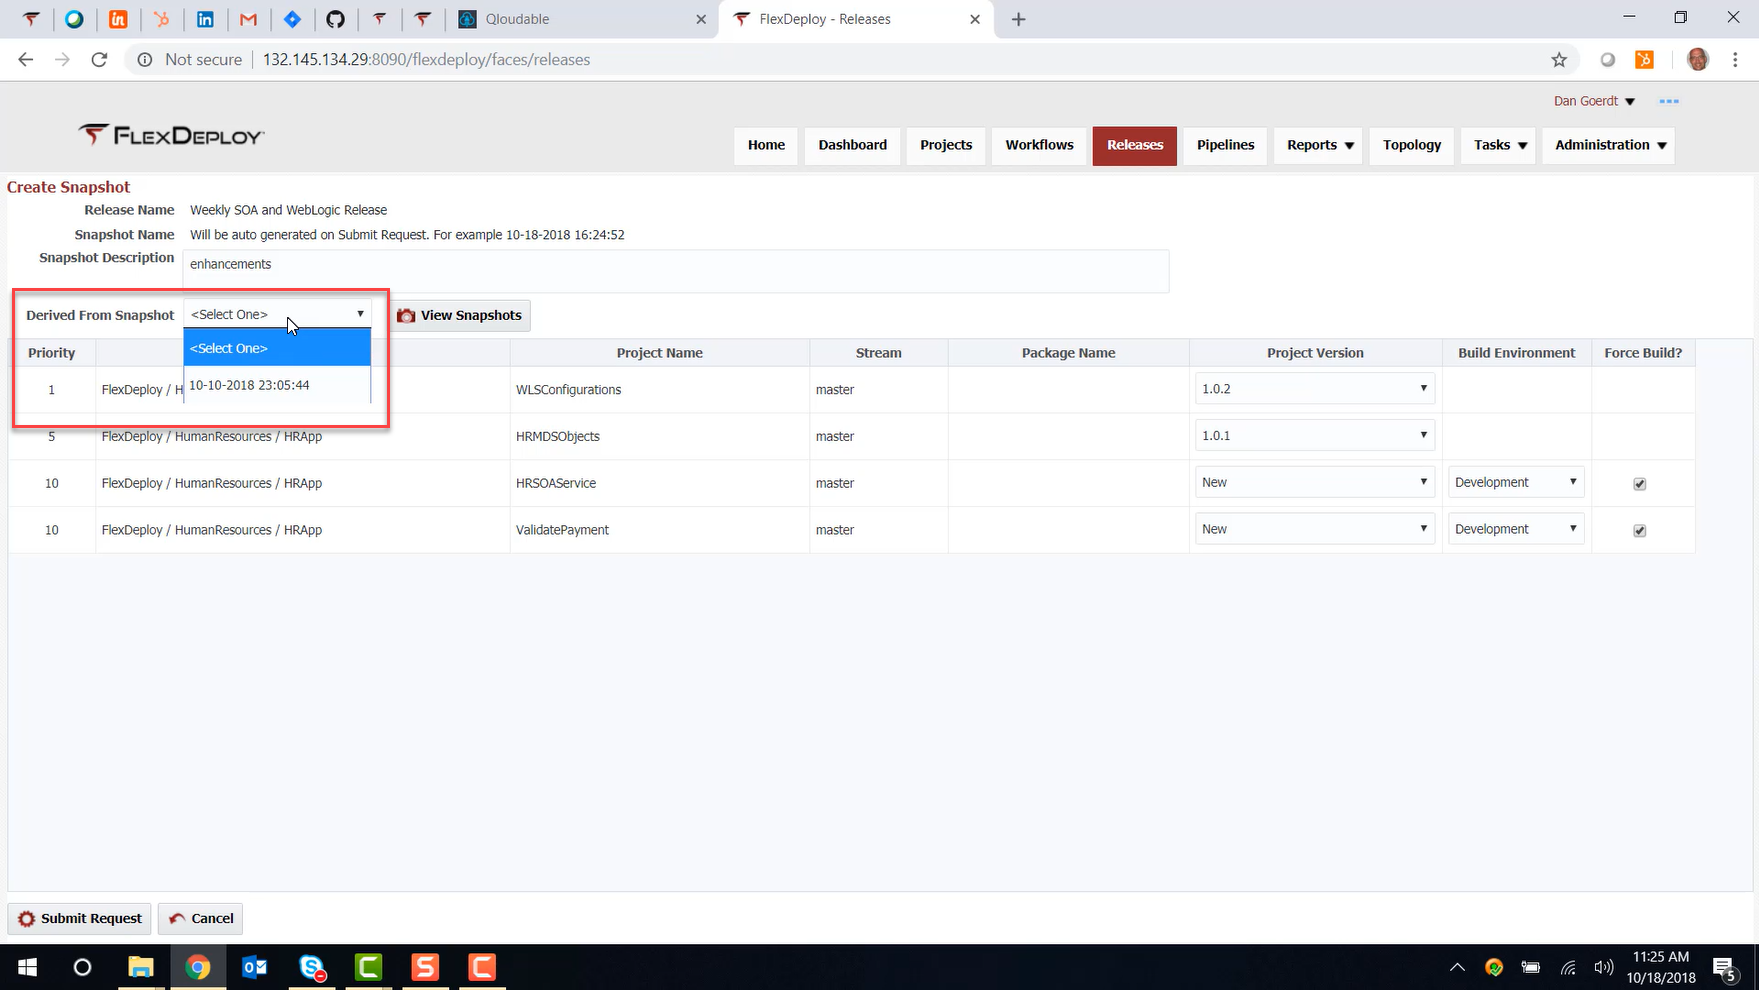 Qloudable
FlexDeploy - Releases
Not secure 132.145.134.29:8090/flexdeploy/faces/releases
Dan Goerdt
FLEXDEPLOY
Home Dashboard Projects Workflows Releases Pipelines Reports Topology Tasks Administration
Create Snapshot
Release Name Weekly SOA and WebLogic Release
Snapshot Name Will be auto generated on Submit Request. For example 10-18-2018 16:24:52
Snapshot Description enhancements
Derived From Snapshot <Select One> View Snapshots
<Select One>
10-10-2018 23:05:44
Priority Project Name Stream Package Name Project Version Build Environment Force Build?
1 FlexDeploy / H WLSConfigurations master 1.0.2
5 FlexDeploy / HumanResources / HRApp HRMDSObjects master 1.0.1
10 FlexDeploy / HumanResources / HRApp HRSOAService master New Development
10 FlexDeploy / HumanResources / HRApp ValidatePayment master New Development
Submit Request Cancel
11:25 AM
10/18/2018
5